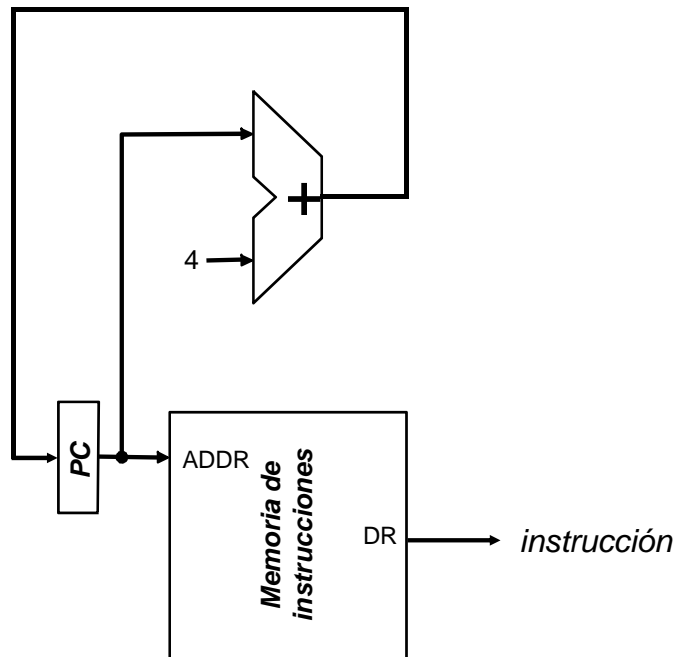 +
4
PC
ADDR
Memoria de
instrucciones
DR
instrucción